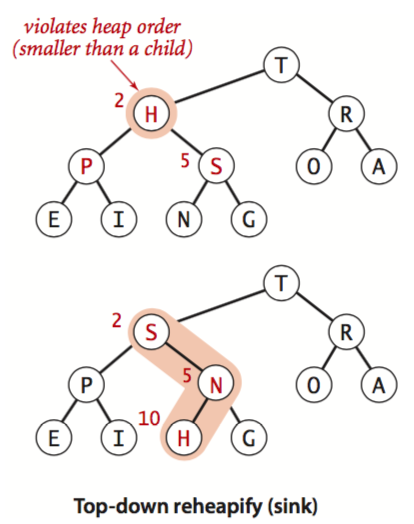 violates heap order
(smaller than a child)
T
2 H R
P 5 S O A
E I N G
T
2 S R
P 5 N O A
E I 10 H G
Top-down reheapify (sink)